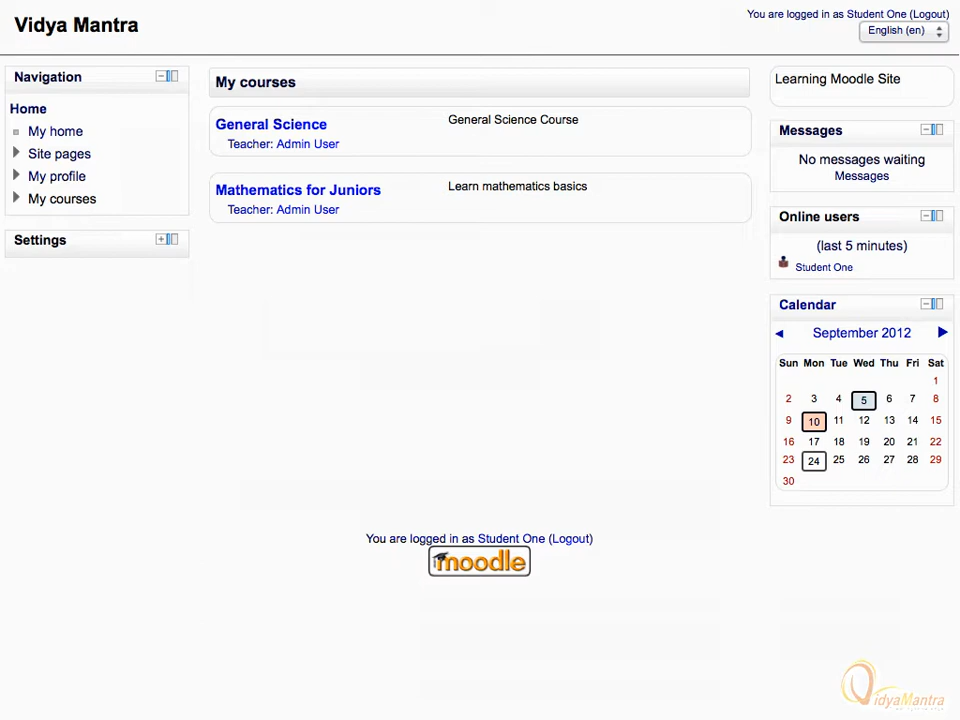 Vidya Mantra
You are logged in as Student One (Logout)
English (en)
Navigation
Home
My home
Site pages
My profile
My courses
Settings
My courses
General Science
General Science Course
Teacher: Admin User
Mathematics for Juniors
Learn mathematics basics
Teacher: Admin User
Learning Moodle Site
Messages
No messages waiting
Messages
Online users
(last 5 minutes)
Student One
Calendar
September 2012
Sun Mon Tue Wed Thu Fri Sat
1
2 3 4 5 6 7 8
9 10 11 12 13 14 15
16 17 18 19 20 21 22
23 24 25 26 27 28 29
30
You are logged in as Student One (Logout)
moodle
VidyaMantra